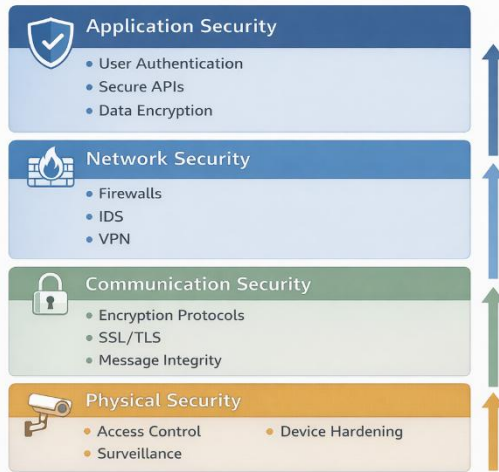 Application Security
• User Authentication
• Secure APIs
• Data Encryption
Network Security
• Firewalls
• IDS
• VPN
Communication Security
• Encryption Protocols
• SSL/TLS
• Message Integrity
Physical Security
• Access Control • Device Hardening
• Surveillance